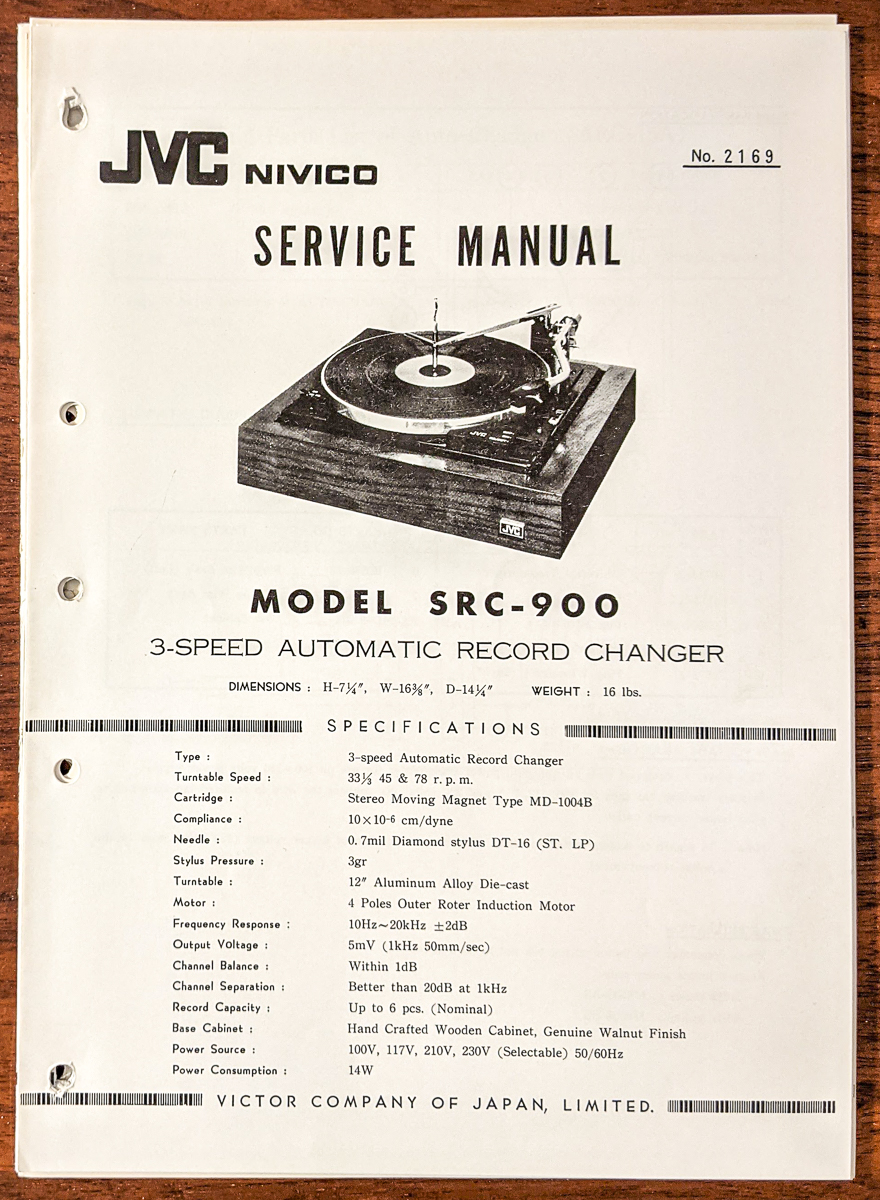 JVC NIVICO
No. 2169
SERVICE MANUAL
JVC
JVC
MODEL SRC-900
3-SPEED AUTOMATIC RECORD CHANGER
DIMENSIONS : H-7¼″, W-16⅜″, D-14¼″ WEIGHT : 16 lbs.
SPECIFICATIONS
Type : 3-speed Automatic Record Changer
Turntable Speed : 33⅓ 45 & 78 r. p. m.
Cartridge : Stereo Moving Magnet Type MD-1004B
Compliance : 10×10⁻⁶ cm/dyne
Needle : 0.7mil Diamond stylus DT-16 (ST. LP)
Stylus Pressure : 3gr
Turntable : 12″ Aluminum Alloy Die-cast
Motor : 4 Poles Outer Roter Induction Motor
Frequency Response : 10Hz~20kHz ±2dB
Output Voltage : 5mV (1kHz 50mm/sec)
Channel Balance : Within 1dB
Channel Separation : Better than 20dB at 1kHz
Record Capacity : Up to 6 pcs. (Nominal)
Base Cabinet : Hand Crafted Wooden Cabinet, Genuine Walnut Finish
Power Source : 100V, 117V, 210V, 230V (Selectable) 50/60Hz
Power Consumption : 14W
VICTOR COMPANY OF JAPAN, LIMITED.